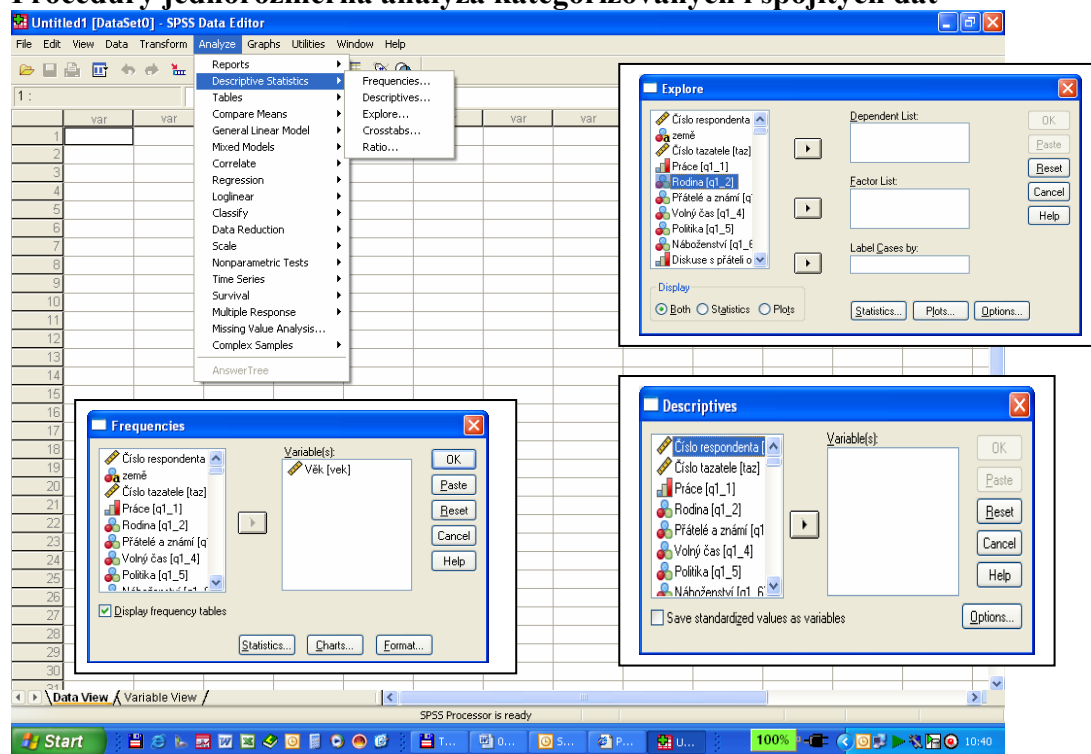 Procedury jednorozměrná analýza kategorizovaných i spojitých dat
Untitled1 [DataSet0] - SPSS Data Editor
File Edit View Data Transform Analyze Graphs Utilities Window Help
1 :
var var var var
1
2
3
4
5
6
7
8
9
10
11
12
13
14
15
16
17
18
19
20
21
22
23
24
25
26
27
28
29
30
31
Reports
Descriptive Statistics
Tables
Compare Means
General Linear Model
Mixed Models
Correlate
Regression
Loglinear
Classify
Data Reduction
Scale
Nonparametric Tests
Time Series
Survival
Multiple Response
Missing Value Analysis...
Complex Samples
AnswerTree
Frequencies...
Descriptives...
Explore...
Crosstabs...
Ratio...
Explore
Číslo respondenta
země
Číslo tazatele [taz]
Práce [q1_1]
Rodina [q1_2]
Přátelé a známí [q
Volný čas [q1_4]
Politika [q1_5]
Náboženství [q1_6
Diskuse s přáteli o
Dependent List:
Factor List:
Label Cases by:
OK
Paste
Reset
Cancel
Help
Display
Both Statistics Plots
Statistics... Plots... Options...
Frequencies
Číslo respondenta
země
Číslo tazatele [taz]
Práce [q1_1]
Rodina [q1_2]
Přátelé a známí [q
Volný čas [q1_4]
Politika [q1_5]
Variable(s):
Věk [vek]
OK
Paste
Reset
Cancel
Help
Display frequency tables
Statistics... Charts... Format...
Descriptives
Číslo respondenta [
Číslo tazatele [taz]
Práce [q1_1]
Rodina [q1_2]
Přátelé a známí [q1
Volný čas [q1_4]
Politika [q1_5]
Náboženství [q1_6
Variable(s):
OK
Paste
Reset
Cancel
Help
Save standardized values as variables
Options...
Data View Variable View
SPSS Processor is ready
Start T... 0... S... P... U... 100% 10:40